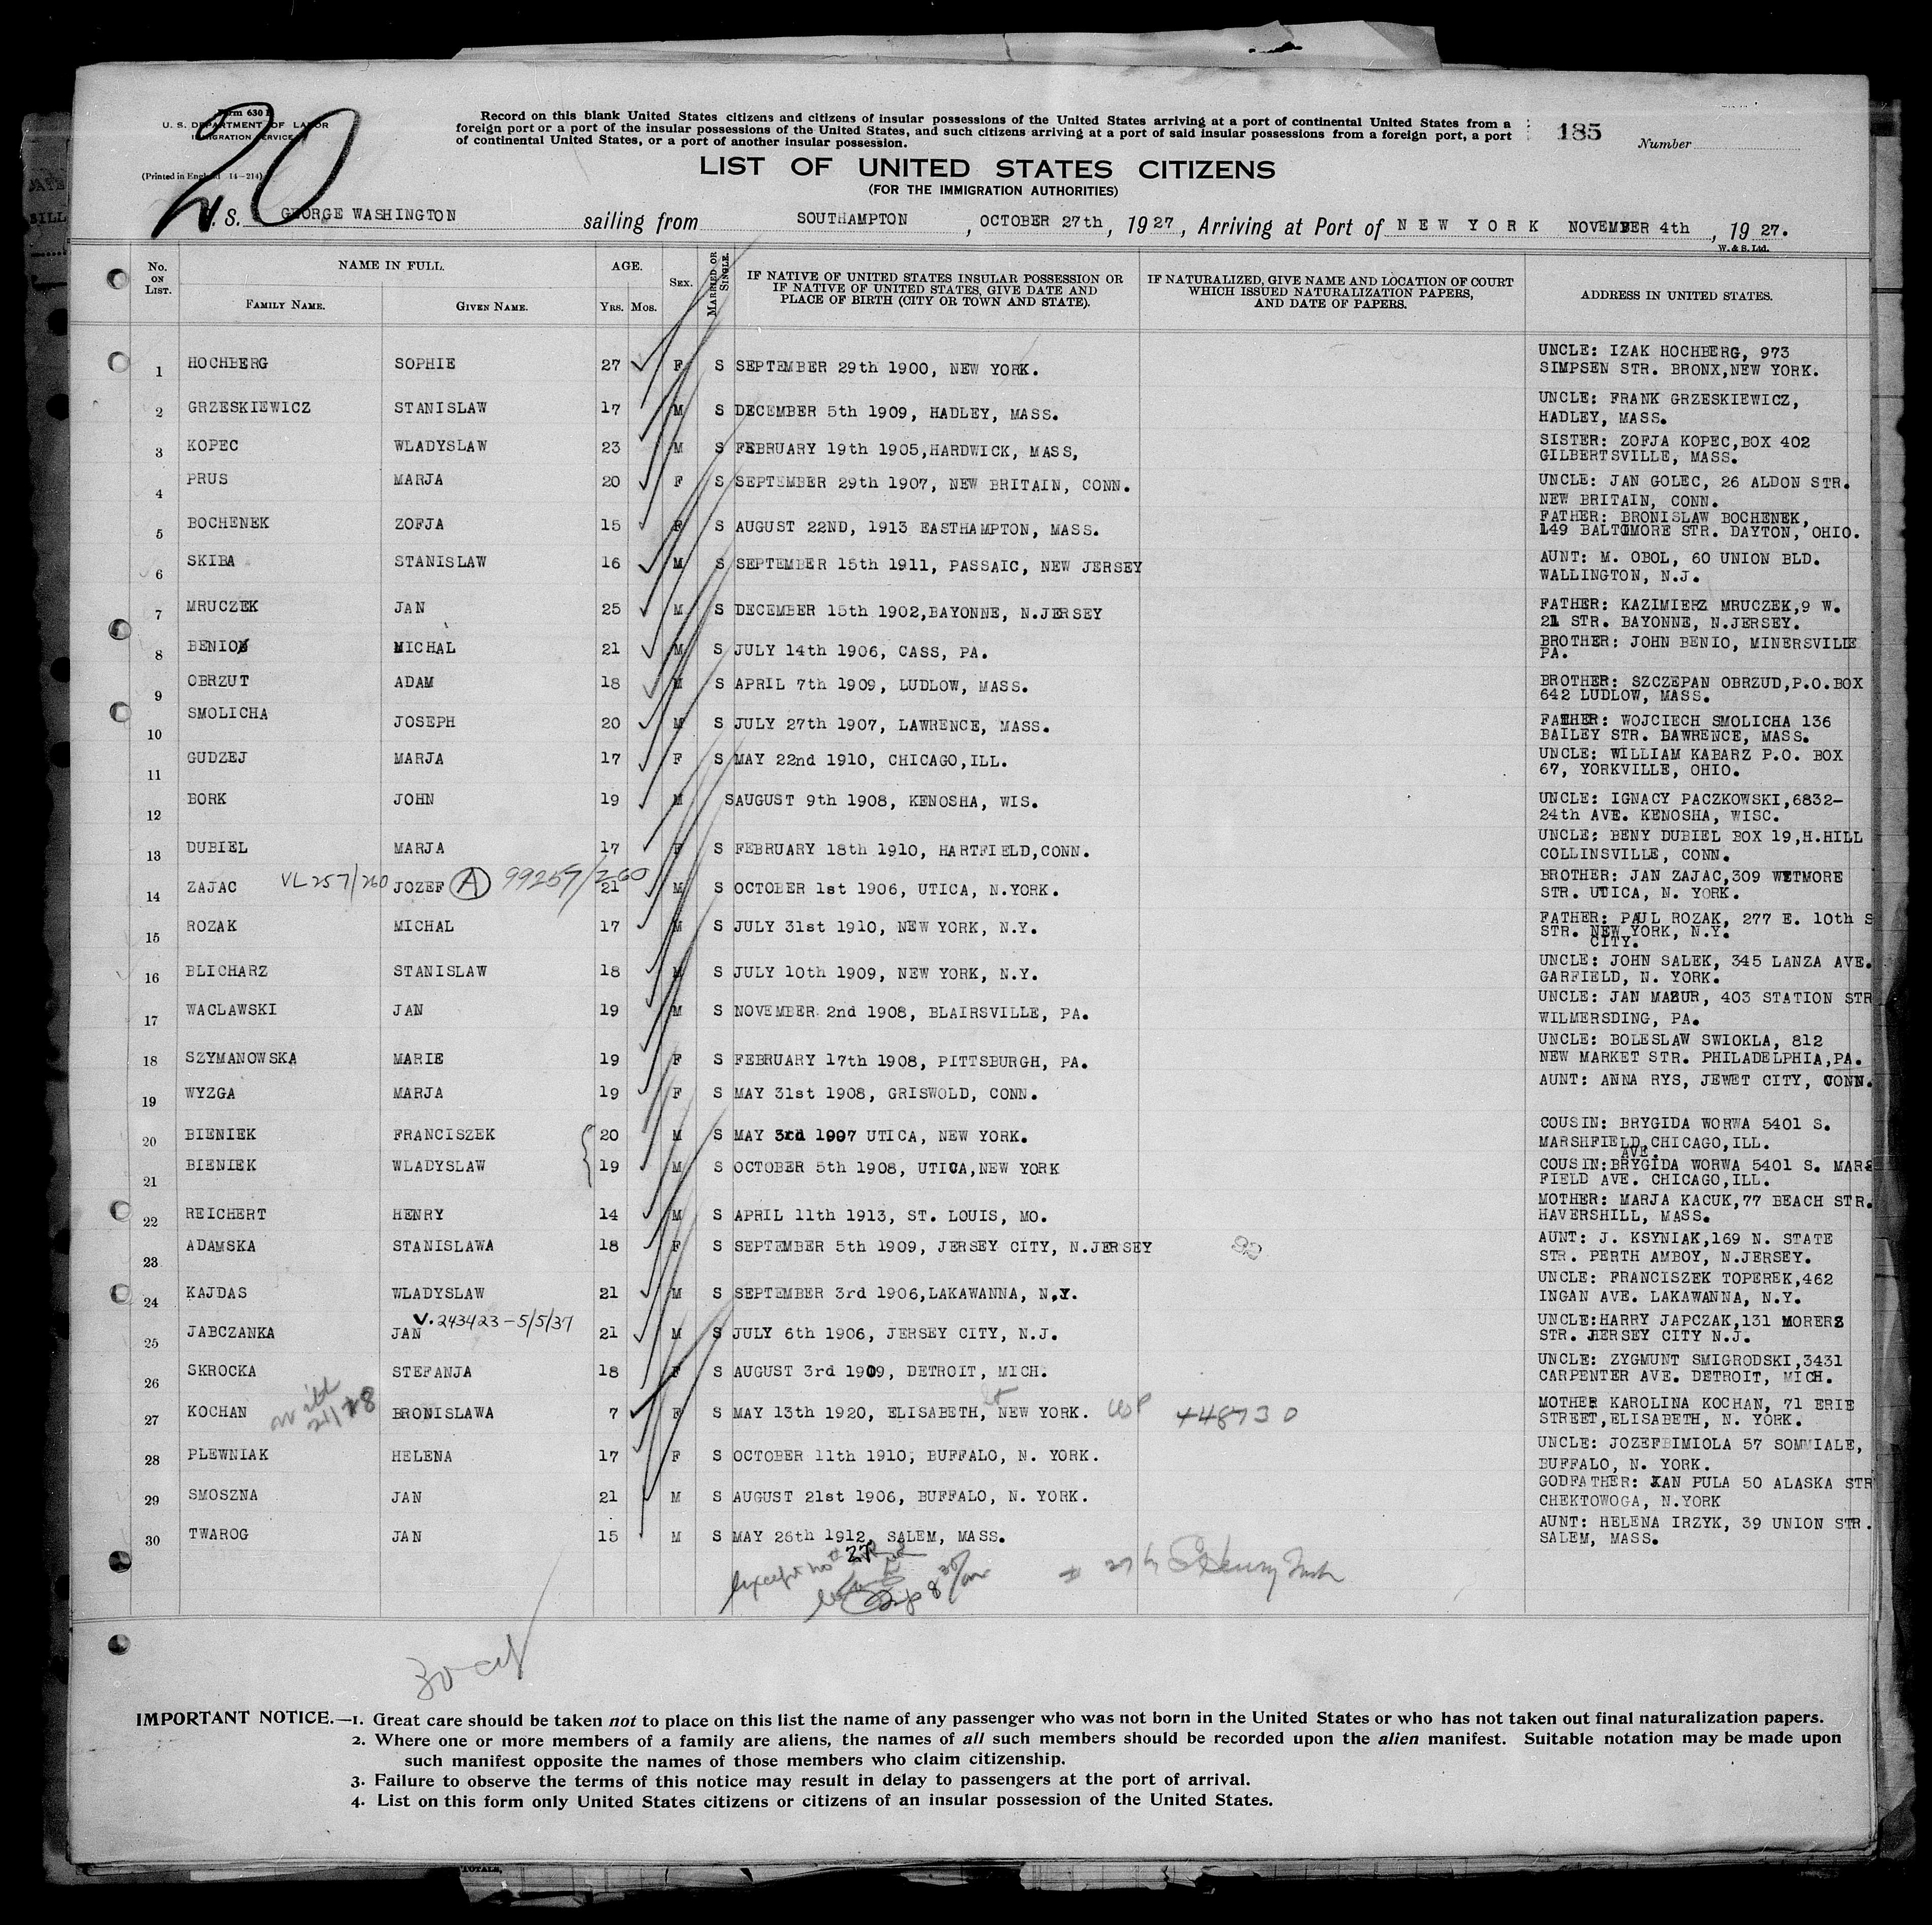 Form 630
U. S. DEPARTMENT OF LABOR
IMMIGRATION SERVICE
(Printed in England 14—214)
20
Record on this blank United States citizens and citizens of insular possessions of the United States arriving at a port of continental United States from a
foreign port or a port of the insular possessions of the United States, and such citizens arriving at a port of said insular possessions from a foreign port, a port
of continental United States, or a port of another insular possession.
185
Number
LIST OF UNITED STATES CITIZENS
(FOR THE IMMIGRATION AUTHORITIES)
S. GEORGE WASHINGTON sailing from SOUTHAMPTON, OCTOBER 27th, 1927, Arriving at Port of NEW YORK NOVEMBER 4th, 1927.
W. & S. Ltd.
No. ON LIST. NAME IN FULL. AGE. SEX. MARRIED OR SINGLE. IF NATIVE OF UNITED STATES INSULAR POSSESSION OR IF NATIVE OF UNITED STATES, GIVE DATE AND PLACE OF BIRTH (CITY OR TOWN AND STATE). IF NATURALIZED, GIVE NAME AND LOCATION OF COURT WHICH ISSUED NATURALIZATION PAPERS, AND DATE OF PAPERS. ADDRESS IN UNITED STATES.
FAMILY NAME. GIVEN NAME. YRS. MOS.
1 HOCHBERG SOPHIE 27 F S SEPTEMBER 29th 1900, NEW YORK. UNCLE: IZAK HOCHBERG, 973
SIMPSEN STR. BRONX,NEW YORK.
2 GRZESKIEWICZ STANISLAW 17 M S DECEMBER 5th 1909, HADLEY, MASS. UNCLE: FRANK GRZESKIEWICZ,
HADLEY, MASS.
3 KOPEC WLADYSLAW 23 M S FEBRUARY 19th 1905,HARDWICK, MASS, SISTER: ZOFJA KOPEC,BOX 402
GILBERTSVILLE, MASS.
4 PRUS MARJA 20 F S SEPTEMBER 29th 1907, NEW BRITAIN, CONN. UNCLE: JAN GOLEC, 26 ALDON STR.
NEW BRITAIN, CONN.
5 BOCHENEK ZOFJA 15 F S AUGUST 22ND, 1913 EASTHAMPTON, MASS. FATHER: BRONISLAW BOCHENEK,
149 BALTIMORE STR. DAYTON, OHIO.
6 SKIBA STANISLAW 16 M S SEPTEMBER 15th 1911, PASSAIC, NEW JERSEY AUNT: M. OBOL, 60 UNION BLD.
WALLINGTON, N.J.
7 MRUCZEK JAN 25 M S DECEMBER 15th 1902,BAYONNE, N.JERSEY FATHER: KAZIMIERZ MRUCZEK,9 W.
21 STR. BAYONNE, N.JERSEY.
8 BENIO MICHAL 21 M S JULY 14th 1906, CASS, PA. BROTHER: JOHN BENIO, MINERSVILLE
PA.
9 OBRZUT ADAM 18 M S APRIL 7th 1909, LUDLOW, MASS. BROTHER: SZCZEPAN OBRZUD,P.O.BOX
642 LUDLOW, MASS.
10 SMOLICHA JOSEPH 20 M S JULY 27th 1907, LAWRENCE, MASS. FATHER: WOJCIECH SMOLICHA 136
BAILEY STR. BAWRENCE, MASS.
11 GUDZEJ MARJA 17 F S MAY 22nd 1910, CHICAGO,ILL. UNCLE: WILLIAM KABARZ P.O. BOX
67, YORKVILLE, OHIO.
12 BORK JOHN 19 M S AUGUST 9th 1908, KENOSHA, WIS. UNCLE: IGNACY PACZKOWSKI,6832-
24th AVE. KENOSHA, WISC.
13 DUBIEL MARJA 17 F S FEBRUARY 18th 1910, HARTFIELD,CONN. UNCLE: BENY DUBIEL BOX 19,H.HILL
COLLINSVILLE, CONN.
14 ZAJAC VL 257/260 JOZEF A 99257/260 21 M S OCTOBER 1st 1906, UTICA, N.YORK. BROTHER: JAN ZAJAC,309 WETMORE
STR. UTICA, N. YORK.
15 ROZAK MICHAL 17 M S JULY 31st 1910, NEW YORK, N.Y. FATHER: PAUL ROZAK, 277 E. 10th S
STR. NEW YORK, N.Y.
CITY.
16 BLICHARZ STANISLAW 18 M S JULY 10th 1909, NEW YORK, N.Y. UNCLE: JOHN SALEK, 345 LANZA AVE.
GARFIELD, N. YORK.
17 WACLAWSKI JAN 19 M S NOVEMBER 2nd 1908, BLAIRSVILLE, PA. UNCLE: JAN MAZUR, 403 STATION STR
WILMERSDING, PA.
18 SZYMANOWSKA MARIE 19 F S FEBRUARY 17th 1908, PITTSBURGH, PA. UNCLE: BOLESLAW SWIOKLA, 812
NEW MARKET STR. PHILADELPHIA,PA.
19 WYZGA MARJA 19 F S MAY 31st 1908, GRISWOLD, CONN. AUNT: ANNA RYS, JEWET CITY, CONN.
20 BIENIEK FRANCISZEK 20 M S MAY 3rd 1907 UTICA, NEW YORK. COUSIN: BRYGIDA WORWA 5401 S.
MARSHFIELD AVE. CHICAGO,ILL.
21 BIENIEK WLADYSLAW 19 M S OCTOBER 5th 1908, UTICA,NEW YORK COUSIN:BRYGIDA WORWA 5401 S. MARS
FIELD AVE. CHICAGO,ILL.
22 REICHERT HENRY 14 M S APRIL 11th 1913, ST. LOUIS, MO. MOTHER: MARJA KACUK,77 BEACH STR.
HAVERSHILL, MASS.
23 ADAMSKA STANISLAWA 18 F S SEPTEMBER 5th 1909, JERSEY CITY, N.JERSEY AUNT: J. KSYNIAK,169 N. STATE
STR. PERTH AMBOY, N.JERSEY.
24 KAJDAS WLADYSLAW 21 M S SEPTEMBER 3rd 1906,LAKAWANNA, N.Y. UNCLE: FRANCISZEK TOPEREK,462
INGAN AVE. LAKAWANNA, N.Y.
V. 243423 - 5/5/37
25 JABCZANKA JAN 21 M S JULY 6th 1906, JERSEY CITY, N.J. UNCLE:HARRY JAPCZAK,131 MORERS
STR. JERSEY CITY N.J.
26 SKROCKA STEFANJA 18 F S AUGUST 3rd 1909, DETROIT, MICH. UNCLE: ZYGMUNT SMIGRODSKI,3431
CARPENTER AVE. DETROIT, MICH.
27 KOCHAN BRONISLAWA 7 F S MAY 13th 1920, ELISABETH, NEW YORK. 48730 MOTHER KAROLINA KOCHAN, 71 ERIE
STREET,ELISABETH, N. YORK.
28 PLEWNIAK HELENA 17 F S OCTOBER 11th 1910, BUFFALO, N. YORK. UNCLE: JOZEF BIMIOLA 57 SOMMIALE,
BUFFALO, N. YORK.
29 SMOSZNA JAN 21 M S AUGUST 21st 1906, BUFFALO, N. YORK. GODFATHER: JAN PULA 50 ALASKA STR
CHEKTOWOGA, N.YORK
30 TWAROG JAN 15 M S MAY 26th 1912, SALEM, MASS. AUNT: HELENA IRZYK, 39 UNION STR.
SALEM, MASS.
except no 27
IMPORTANT NOTICE.—1. Great care should be taken not to place on this list the name of any passenger who was not born in the United States or who has not taken out final naturalization papers.
2. Where one or more members of a family are aliens, the names of all such members should be recorded upon the alien manifest. Suitable notation may be made upon
such manifest opposite the names of those members who claim citizenship.
3. Failure to observe the terms of this notice may result in delay to passengers at the port of arrival.
4. List on this form only United States citizens or citizens of an insular possession of the United States.
TOTALS,